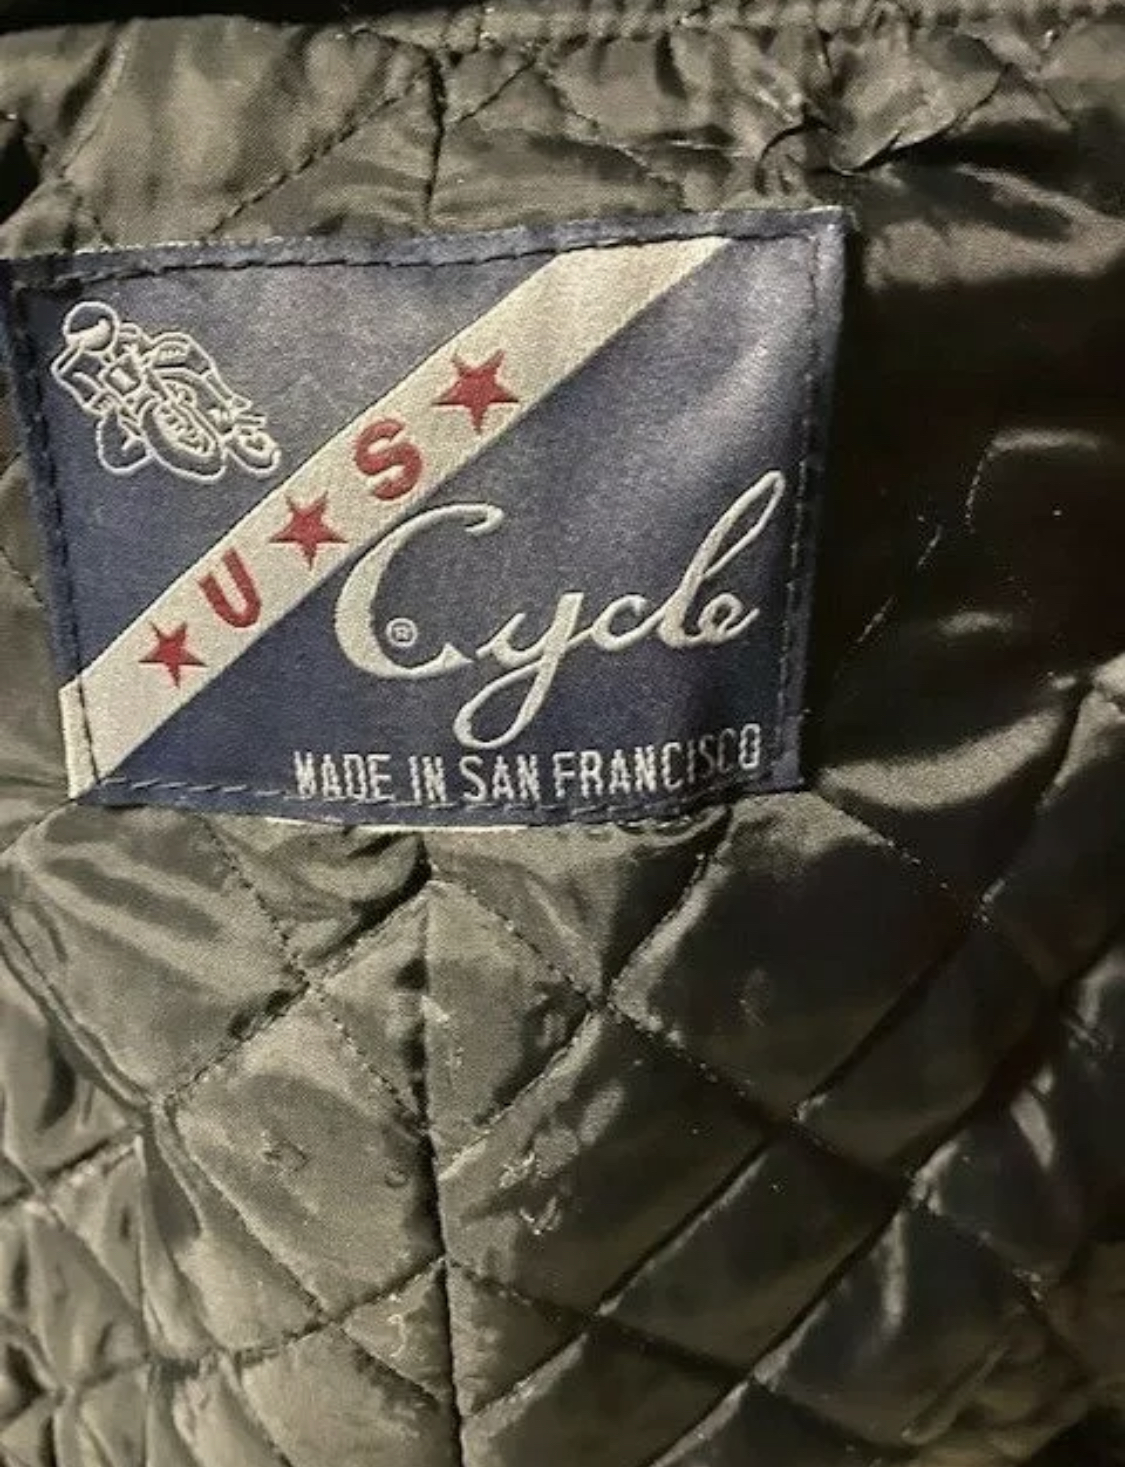 ★ U ★ S ★
Cycle ®
MADE IN SAN FRANCISCO